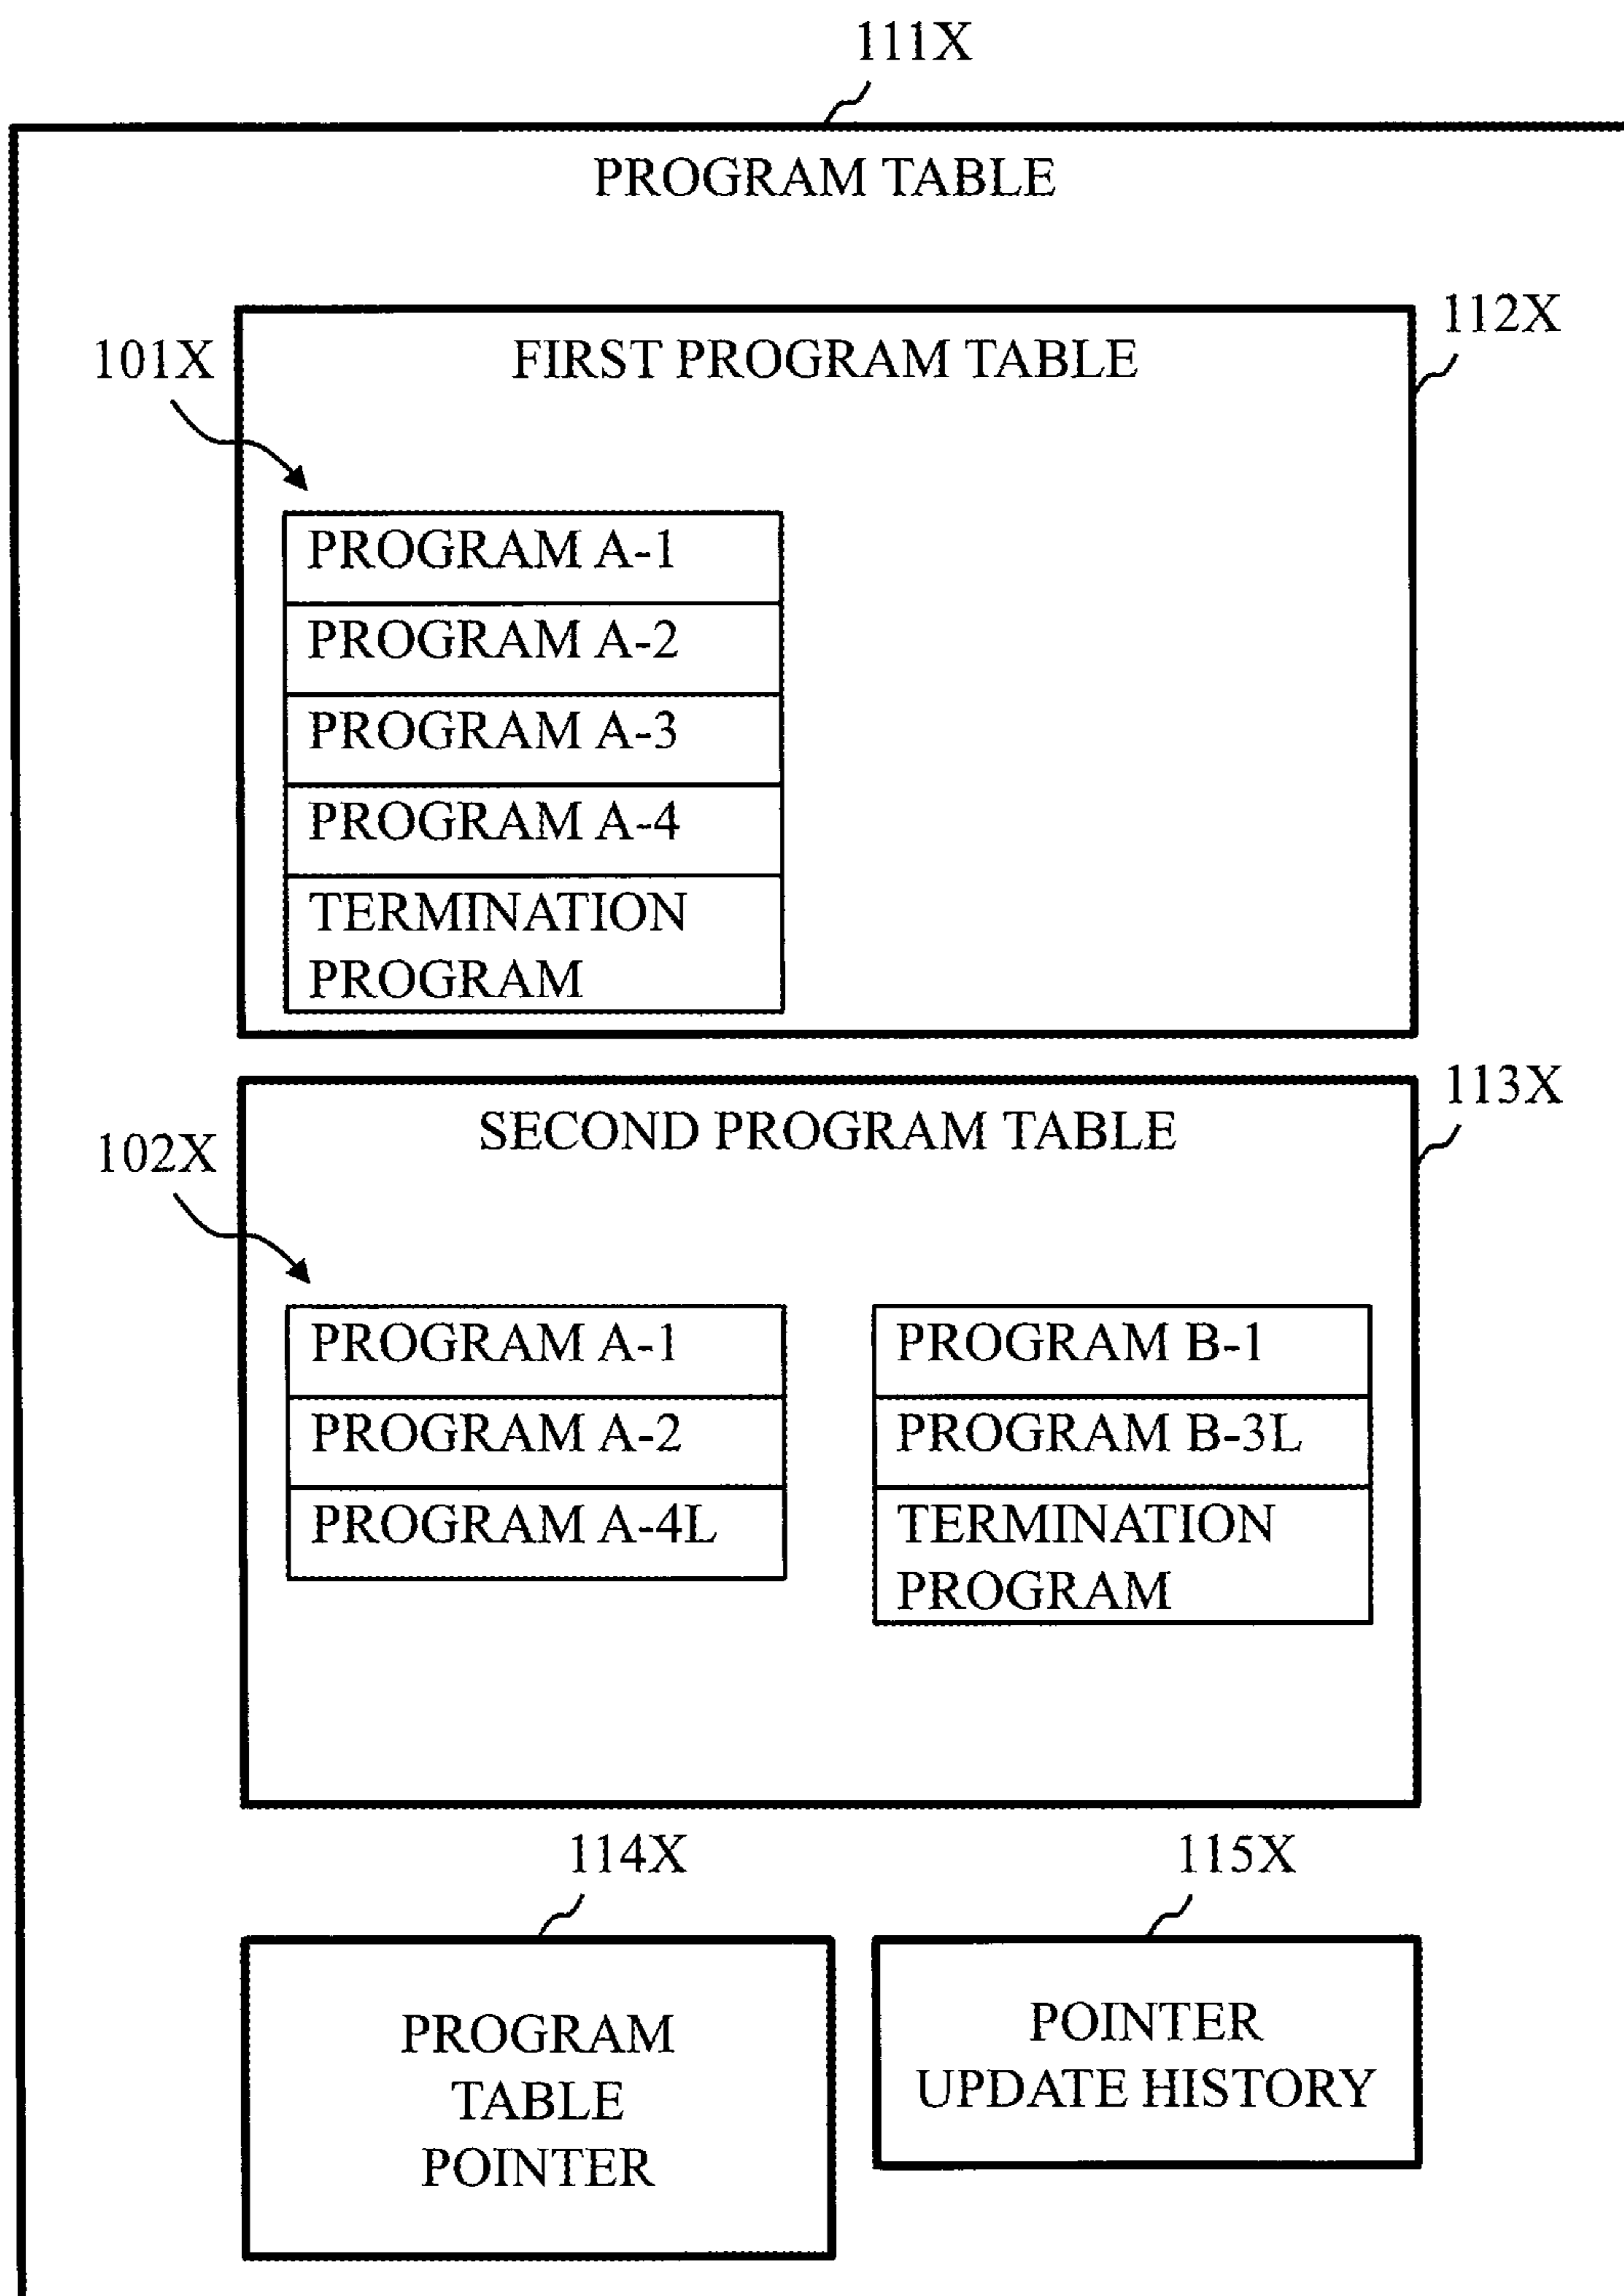 111X
PROGRAM TABLE
112X
101X
FIRST PROGRAM TABLE
PROGRAM A-1
PROGRAM A-2
PROGRAM A-3
PROGRAM A-4
TERMINATION
PROGRAM
113X
102X
SECOND PROGRAM TABLE
PROGRAM A-1
PROGRAM A-2
PROGRAM A-4L
PROGRAM B-1
PROGRAM B-3L
TERMINATION
PROGRAM
114X
115X
PROGRAM
TABLE
POINTER
POINTER
UPDATE HISTORY